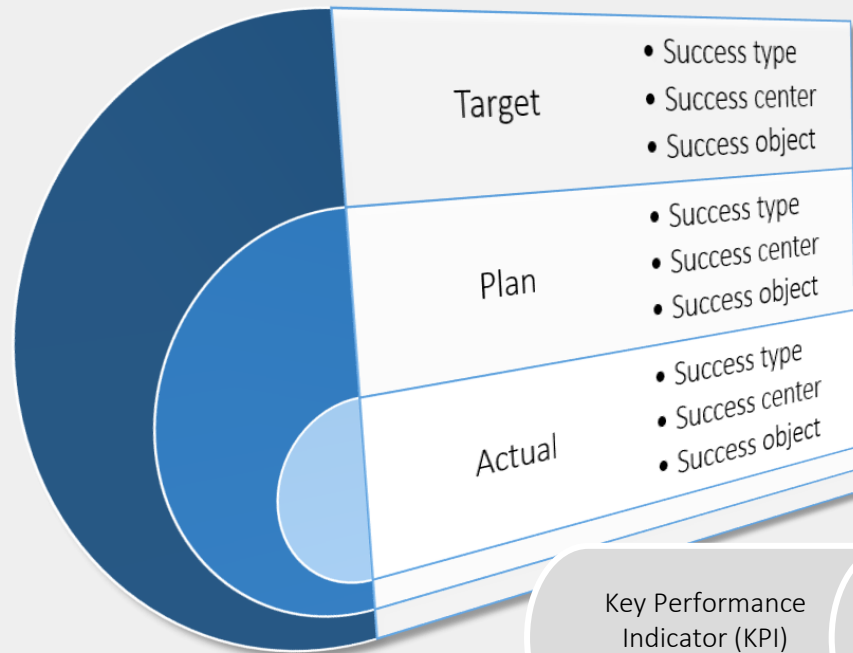 Target
• Success type
• Success center
• Success object
Plan
• Success type
• Success center
• Success object
Actual
• Success type
• Success center
• Success object
Key Performance
Indicator (KPI)